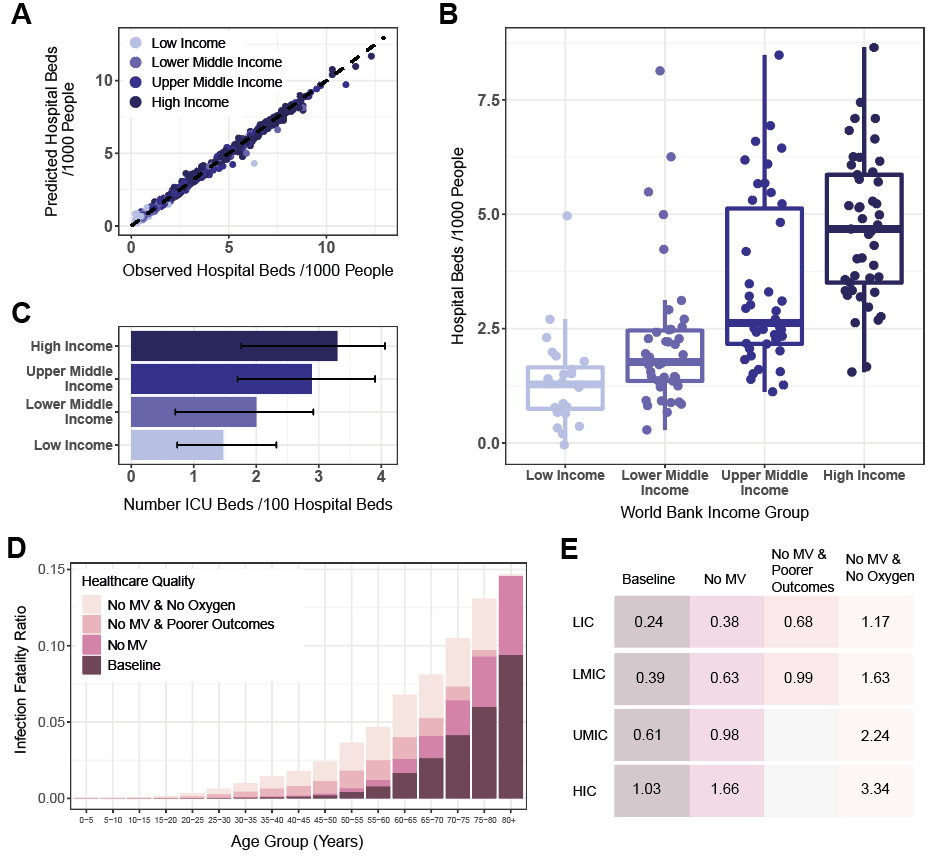 A
Predicted Hospital Beds
/1000 People
10
5
0
Low Income
Lower Middle Income
Upper Middle Income
High Income
0
5
10
Observed Hospital Beds /1000 People
B
Hospital Beds /1000 People
7.5
5.0
2.5
0.0
Low Income
Lower Middle
Income
Upper Middle
Income
High Income
World Bank Income Group
C
High Income
Upper Middle
Income
Lower Middle
Income
Low Income
0
1
2
3
4
Number ICU Beds /100 Hospital Beds
D
Infection Fatality Ratio
0.15
0.10
0.05
0.00
Healthcare Quality
No MV & No Oxygen
No MV & Poorer Outcomes
No MV
Baseline
0−5
5−10
10−15
15−20
20−25
25−30
30−35
35−40
40−45
45−50
50−55
55−60
60−65
65−70
70−75
75−80
80+
Age Group (Years)
E
Baseline
No MV
No MV &
Poorer
Outcomes
No MV &
No Oxygen
LIC 0.24 0.38 0.68 1.17
LMIC 0.39 0.63 0.99 1.63
UMIC 0.61 0.98 2.24
HIC 1.03 1.66 3.34